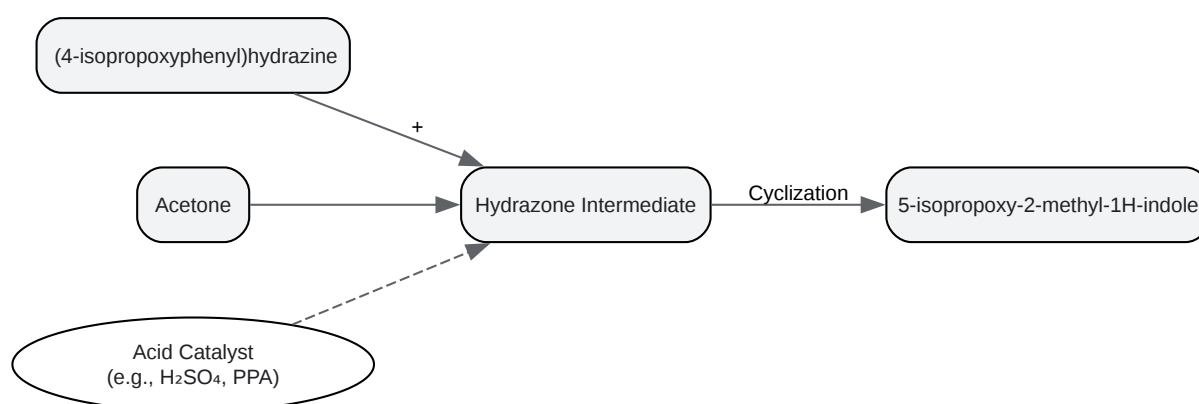 (4-isopropoxyphenyl)hydrazine
+
Acetone
Hydrazone Intermediate
Cyclization
5-isopropoxy-2-methyl-1H-indole
Acid Catalyst
(e.g., H₂SO₄, PPA)